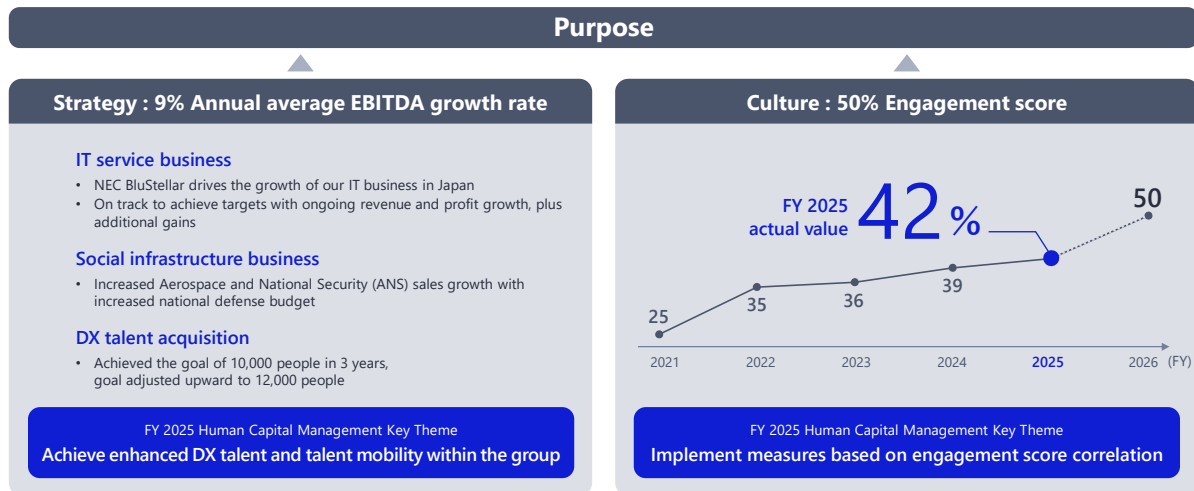 Purpose
Strategy : 9% Annual average EBITDA growth rate
IT service business
• NEC BluStellar drives the growth of our IT business in Japan
• On track to achieve targets with ongoing revenue and profit growth, plus
additional gains
Social infrastructure business
• Increased Aerospace and National Security (ANS) sales growth with
increased national defense budget
DX talent acquisition
• Achieved the goal of 10,000 people in 3 years,
goal adjusted upward to 12,000 people
FY 2025 Human Capital Management Key Theme
Achieve enhanced DX talent and talent mobility within the group
Culture : 50% Engagement score
FY 2025
actual value
42%
50
25
35
36
39
2021 2022 2023 2024 2025 2026 (FY)
FY 2025 Human Capital Management Key Theme
Implement measures based on engagement score correlation